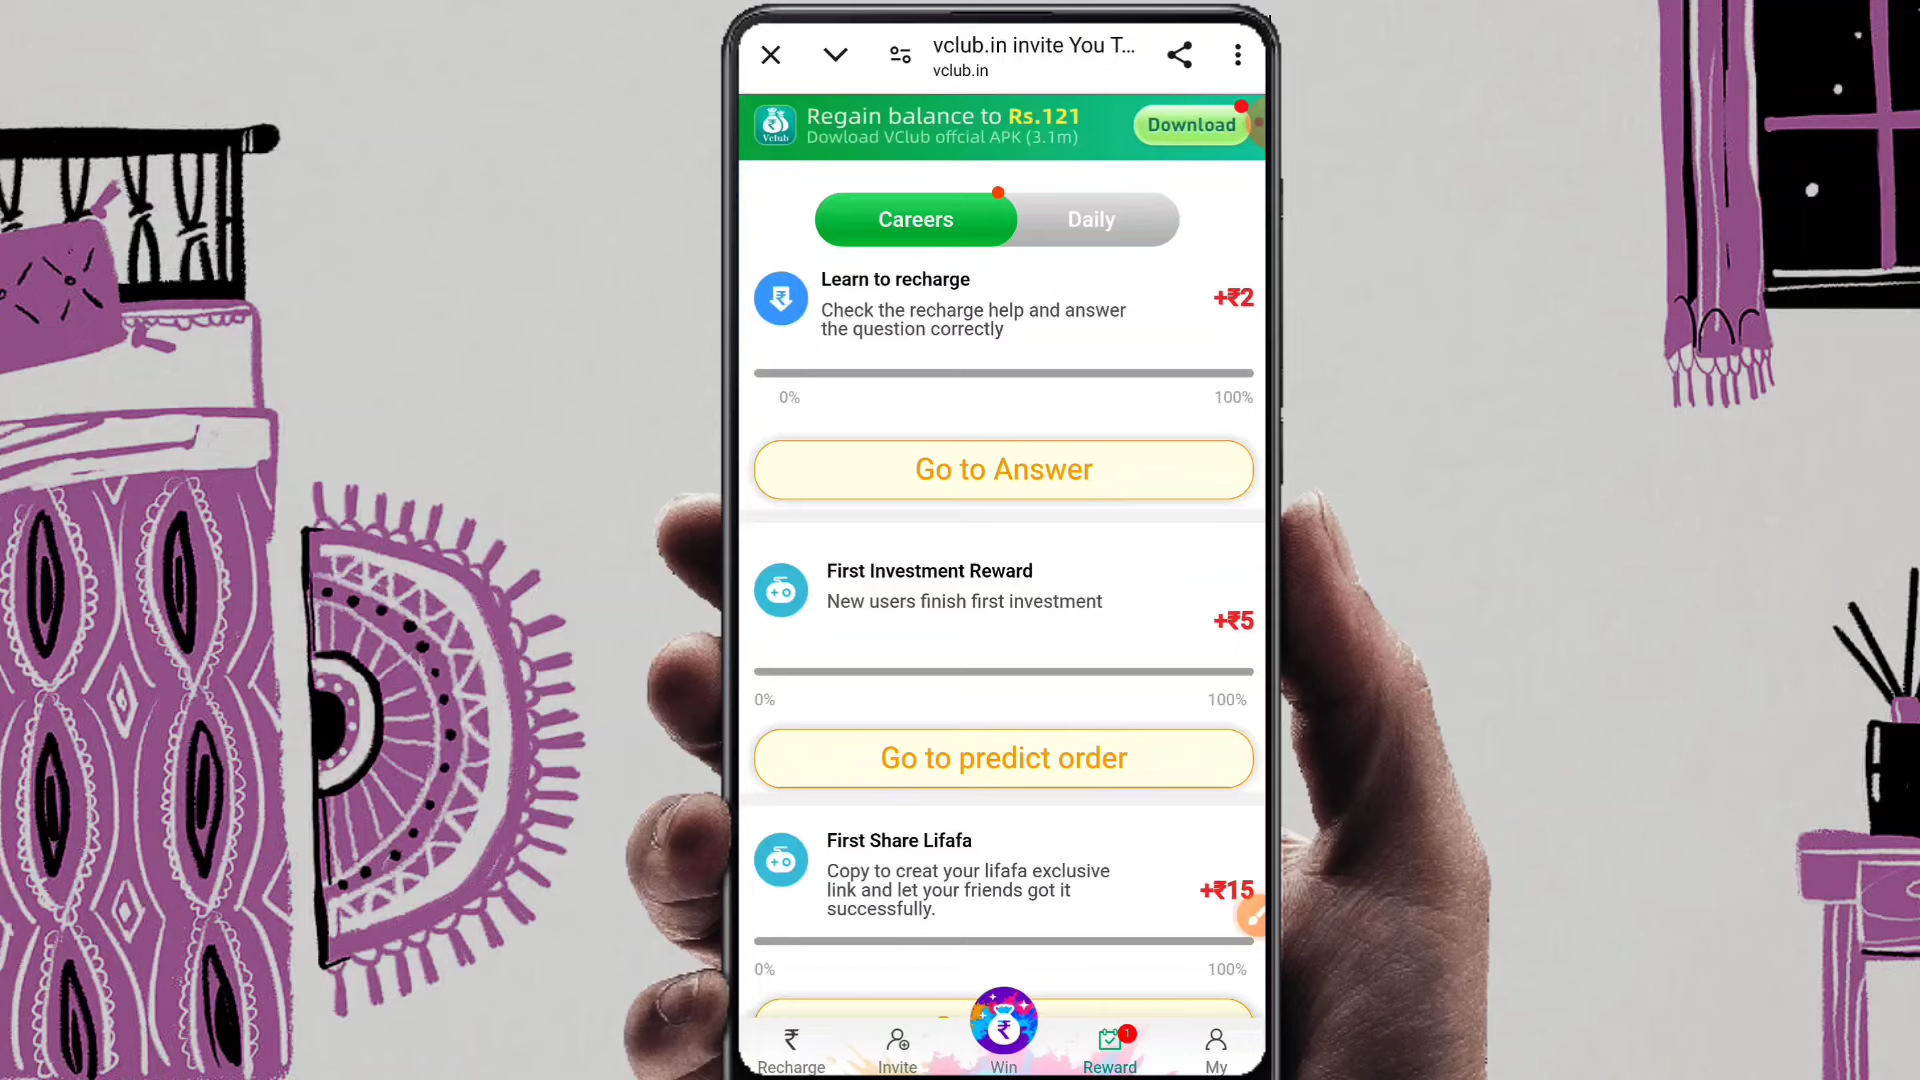 vclub.in invite You T...
vclub.in
Regain balance to Rs.121
Dowload VClub offcial APK (3.1m)
Vclub
Download
Careers
Daily
Learn to recharge
Check the recharge help and answer
the question correctly
+₹2
0%
100%
Go to Answer
First Investment Reward
New users finish first investment
+₹5
0%
100%
Go to predict order
First Share Lifafa
Copy to creat your lifafa exclusive
link and let your friends got it
successfully.
+₹15
0%
100%
1
Recharge
Invite
Win
Reward
My